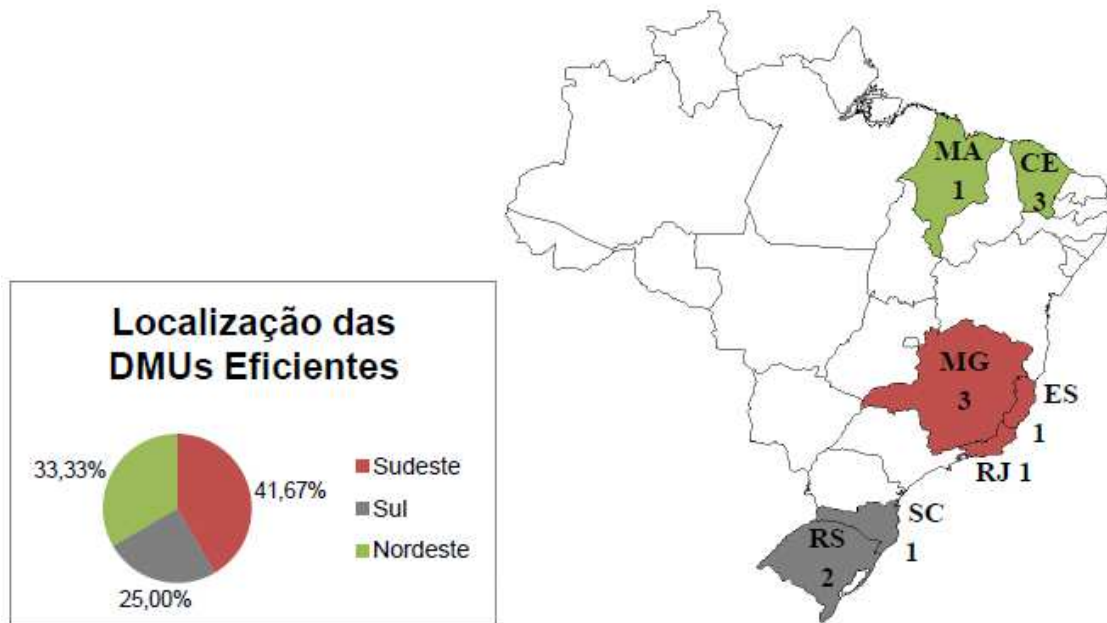 Localização das
DMUs Eficientes
33,33%
41,67%
25,00%
Sudeste
Sul
Nordeste
MA
1
CE
3
MG
3
ES
1
RJ 1
SC
1
RS
2